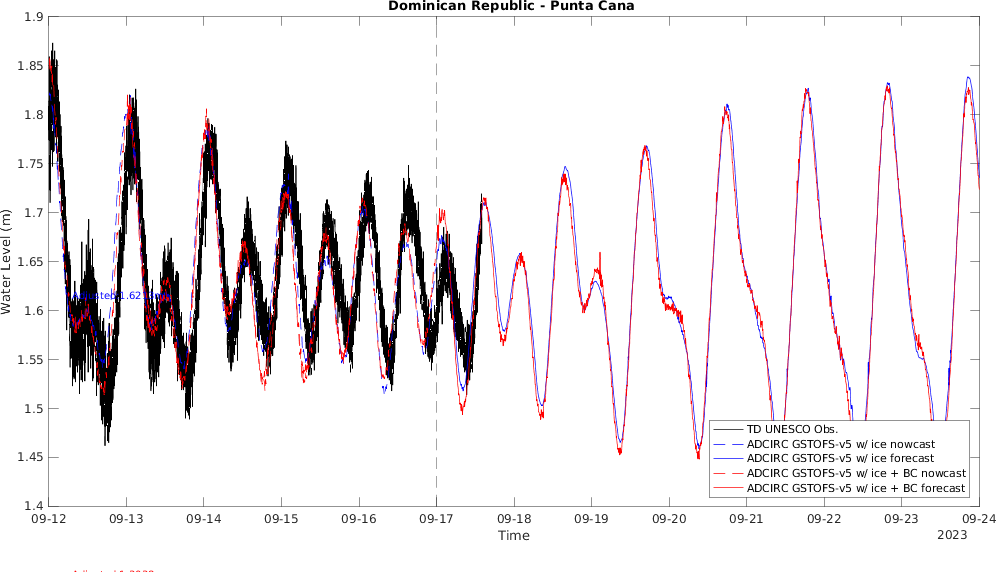 Dominican Republic - Punta Cana
1.9
1.85
1.8
1.75
1.7
1.65
1.6
1.55
1.5
1.45
1.4
Water Level (m)
TD UNESCO Obs.
ADCIRC GSTOFS-v5 w/ ice nowcast
ADCIRC GSTOFS-v5 w/ ice forecast
ADCIRC GSTOFS-v5 w/ ice + BC nowcast
ADCIRC GSTOFS-v5 w/ ice + BC forecast
09-12 09-13 09-14 09-15 09-16 09-17 09-18 09-19 09-20 09-21 09-22 09-23 09-24
Time
2023